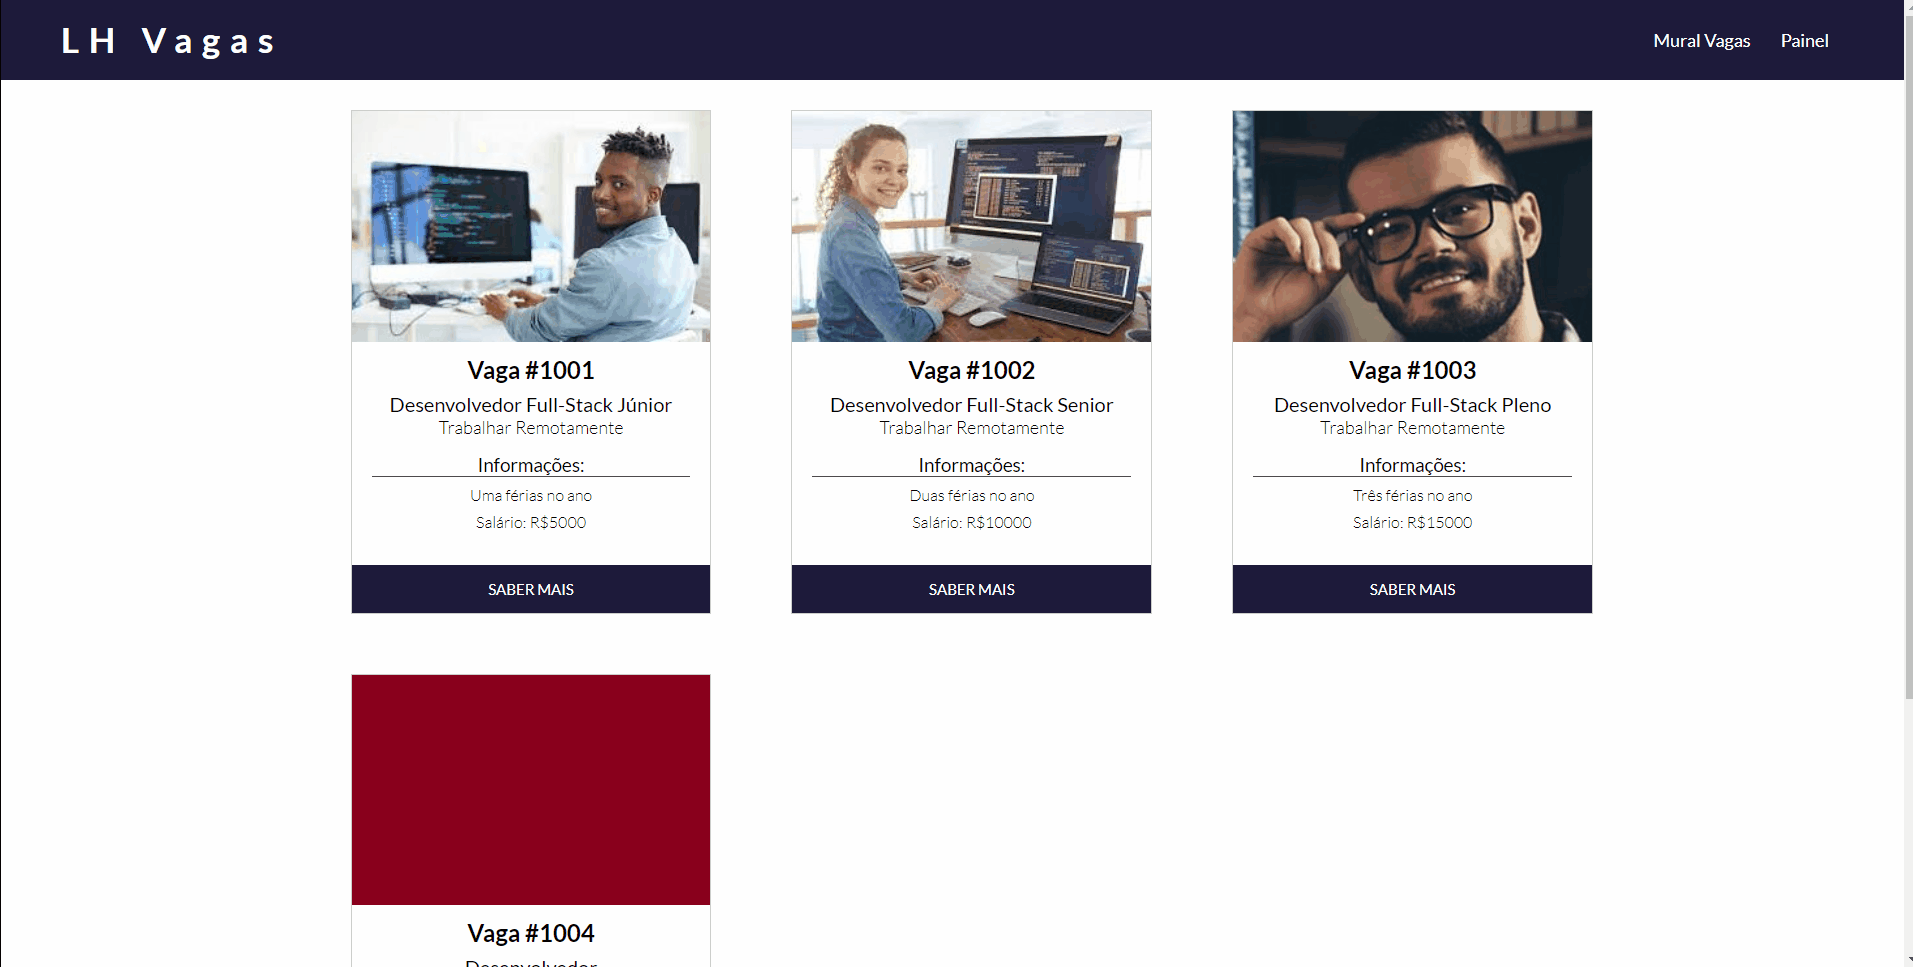 LH Vagas
Mural Vagas
Painel
Vaga #1001
Desenvolvedor Full-Stack Júnior
Trabalhar Remotamente
Informações:
Uma férias no ano
Salário: R$5000
SABER MAIS
Vaga #1002
Desenvolvedor Full-Stack Senior
Trabalhar Remotamente
Informações:
Duas férias no ano
Salário: R$10000
SABER MAIS
Vaga #1003
Desenvolvedor Full-Stack Pleno
Trabalhar Remotamente
Informações:
Três férias no ano
Salário: R$15000
SABER MAIS
Vaga #1004
Desenvolvedor